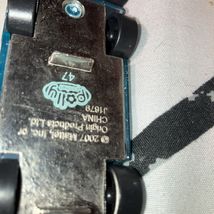 polly
47
© 2007 Mattel, Inc. or
Origin Products Ltd.
CHINA
J1679